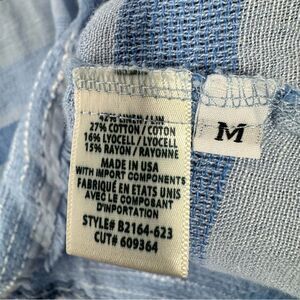 27% COTTON / COTON
16% LYOCELL / LYOCELL
15% RAYON / RAYONNE
MADE IN USA
WITH IMPORT COMPONENTS
FABRIQUÉ EN ETATS UNIS
AVEC LE COMPOSANT
D'IMPORTATION
STYLE# B2164-623
CUT# 609364
M